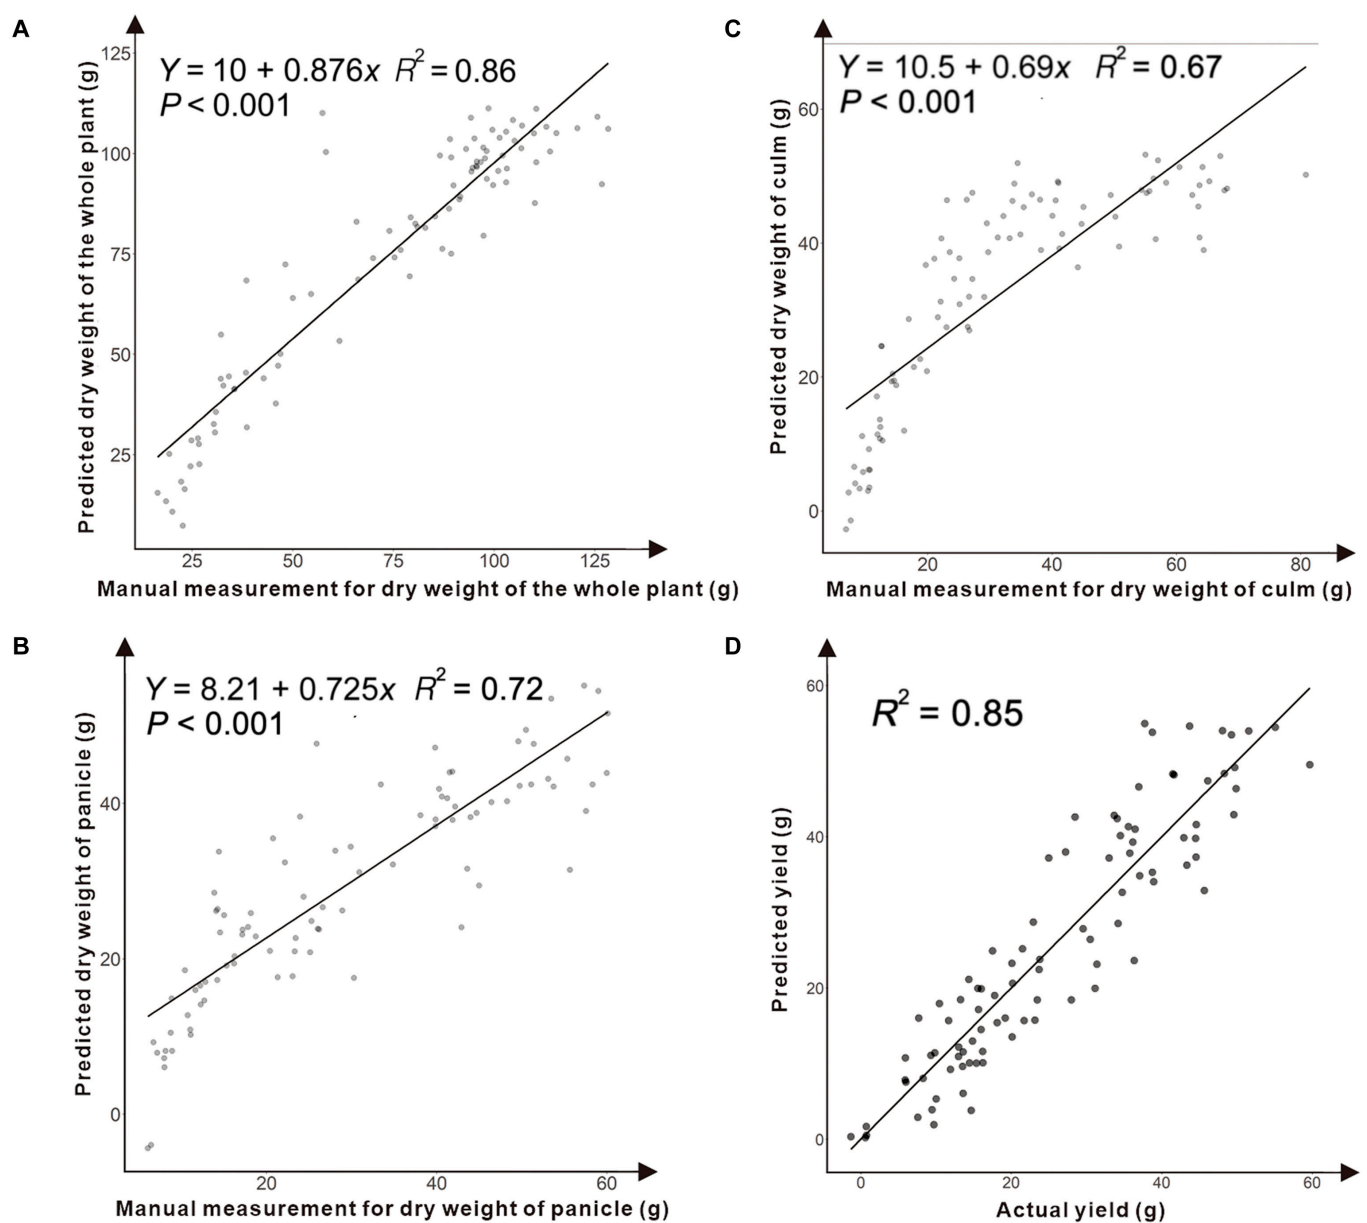 A
Y = 10 + 0.876x R² = 0.86
P < 0.001
Predicted dry weight of the whole plant (g)
125
100
75
50
25
25 50 75 100 125
Manual measurement for dry weight of the whole plant (g)
C
Y = 10.5 + 0.69x R² = 0.67
P < 0.001
Predicted dry weight of culm (g)
60
40
20
0
20 40 60 80
Manual measurement for dry weight of culm (g)
B
Y = 8.21 + 0.725x R² = 0.72
P < 0.001
Predicted dry weight of panicle (g)
40
20
0
20 40 60
Manual measurement for dry weight of panicle (g)
D
R² = 0.85
Predicted yield (g)
60
40
20
0
0 20 40 60
Actual yield (g)